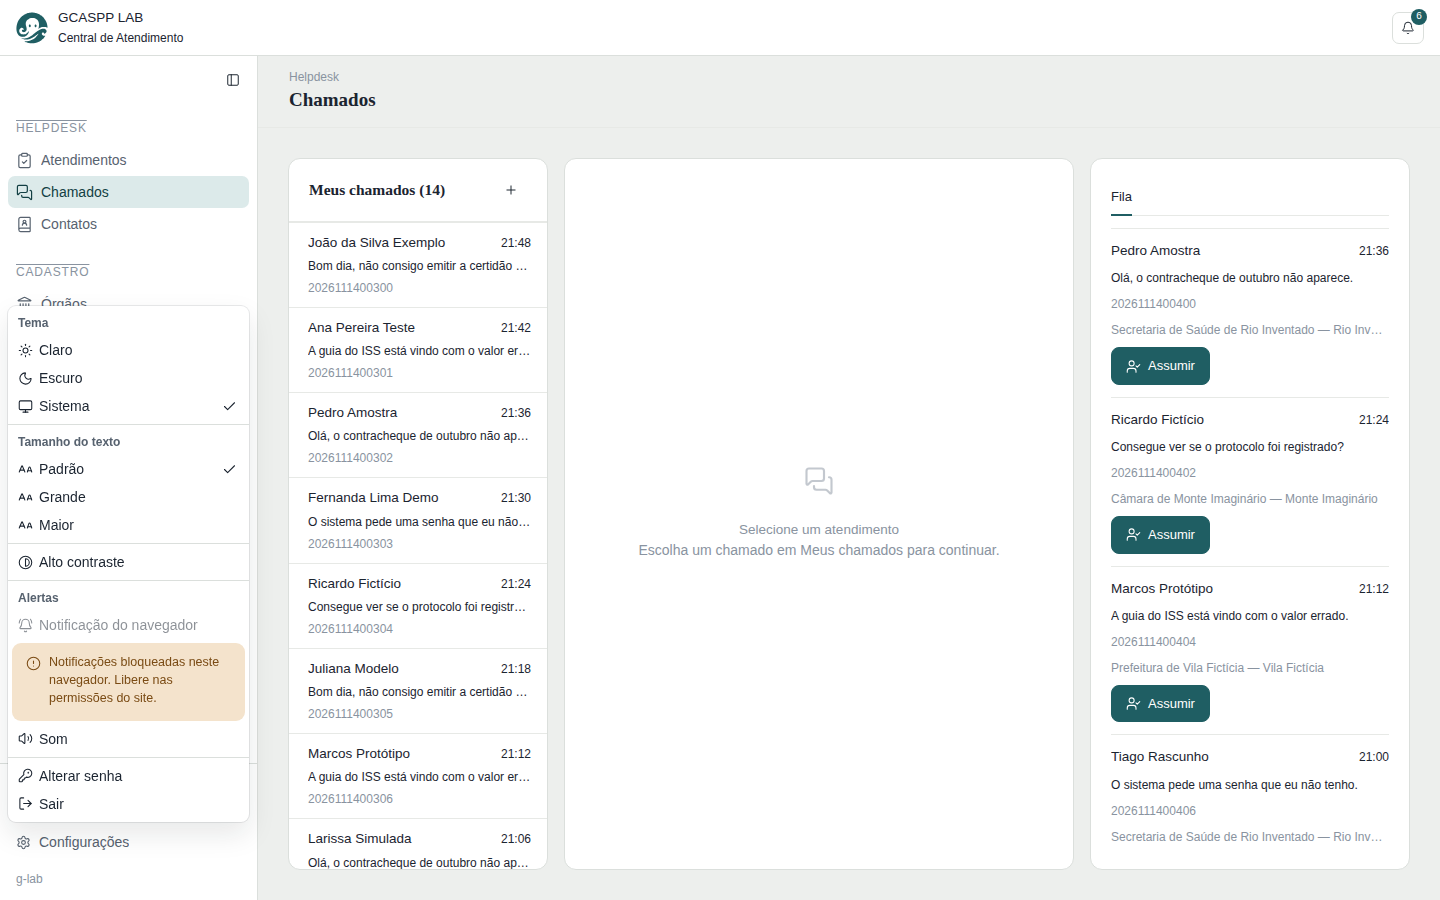 GCASPP LAB
Central de Atendimento
6
HELPDESK
Atendimentos
Chamados
Contatos
CADASTRO
Órgãos
Tema
Claro
Escuro
Sistema
Tamanho do texto
Padrão
Grande
Maior
Alto contraste
Alertas
Notificação do navegador
Notificações bloqueadas neste
navegador. Libere nas
permissões do site.
Som
Alterar senha
Sair
Configurações
g-lab
Helpdesk
Chamados
Meus chamados (14)
João da Silva Exemplo 21:48
Bom dia, não consigo emitir a certidão …
2026111400300
Ana Pereira Teste 21:42
A guia do ISS está vindo com o valor er…
2026111400301
Pedro Amostra 21:36
Olá, o contracheque de outubro não ap…
2026111400302
Fernanda Lima Demo 21:30
O sistema pede uma senha que eu não…
2026111400303
Ricardo Fictício 21:24
Consegue ver se o protocolo foi registr…
2026111400304
Juliana Modelo 21:18
Bom dia, não consigo emitir a certidão …
2026111400305
Marcos Protótipo 21:12
A guia do ISS está vindo com o valor er…
2026111400306
Larissa Simulada 21:06
Olá, o contracheque de outubro não ap…
Selecione um atendimento
Escolha um chamado em Meus chamados para continuar.
Fila
Pedro Amostra 21:36
Olá, o contracheque de outubro não aparece.
2026111400400
Secretaria de Saúde de Rio Inventado — Rio Inv…
Assumir
Ricardo Fictício 21:24
Consegue ver se o protocolo foi registrado?
2026111400402
Câmara de Monte Imaginário — Monte Imaginário
Assumir
Marcos Protótipo 21:12
A guia do ISS está vindo com o valor errado.
2026111400404
Prefeitura de Vila Fictícia — Vila Fictícia
Assumir
Tiago Rascunho 21:00
O sistema pede uma senha que eu não tenho.
2026111400406
Secretaria de Saúde de Rio Inventado — Rio Inv…